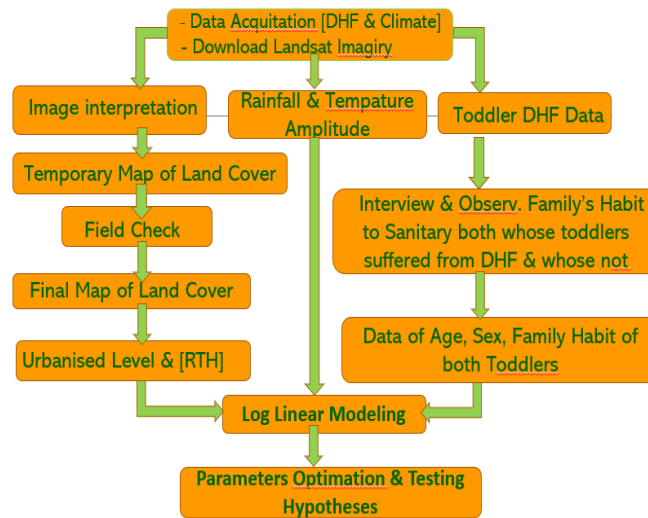 - Data Acquitation [DHF & Climate]
- Download Landsat Imagiry
Image interpretation
Rainfall & Tempature
Amplitude
Toddler DHF Data
Temporary Map of Land Cover
Field Check
Final Map of Land Cover
Urbanised Level & [RTH]
Interview & Observ. Family's Habit
to Sanitary both whose toddlers
suffered from DHF & whose not
Data of Age, Sex, Family Habit of
both Toddlers
Log Linear Modeling
Parameters Optimation & Testing
Hypotheses